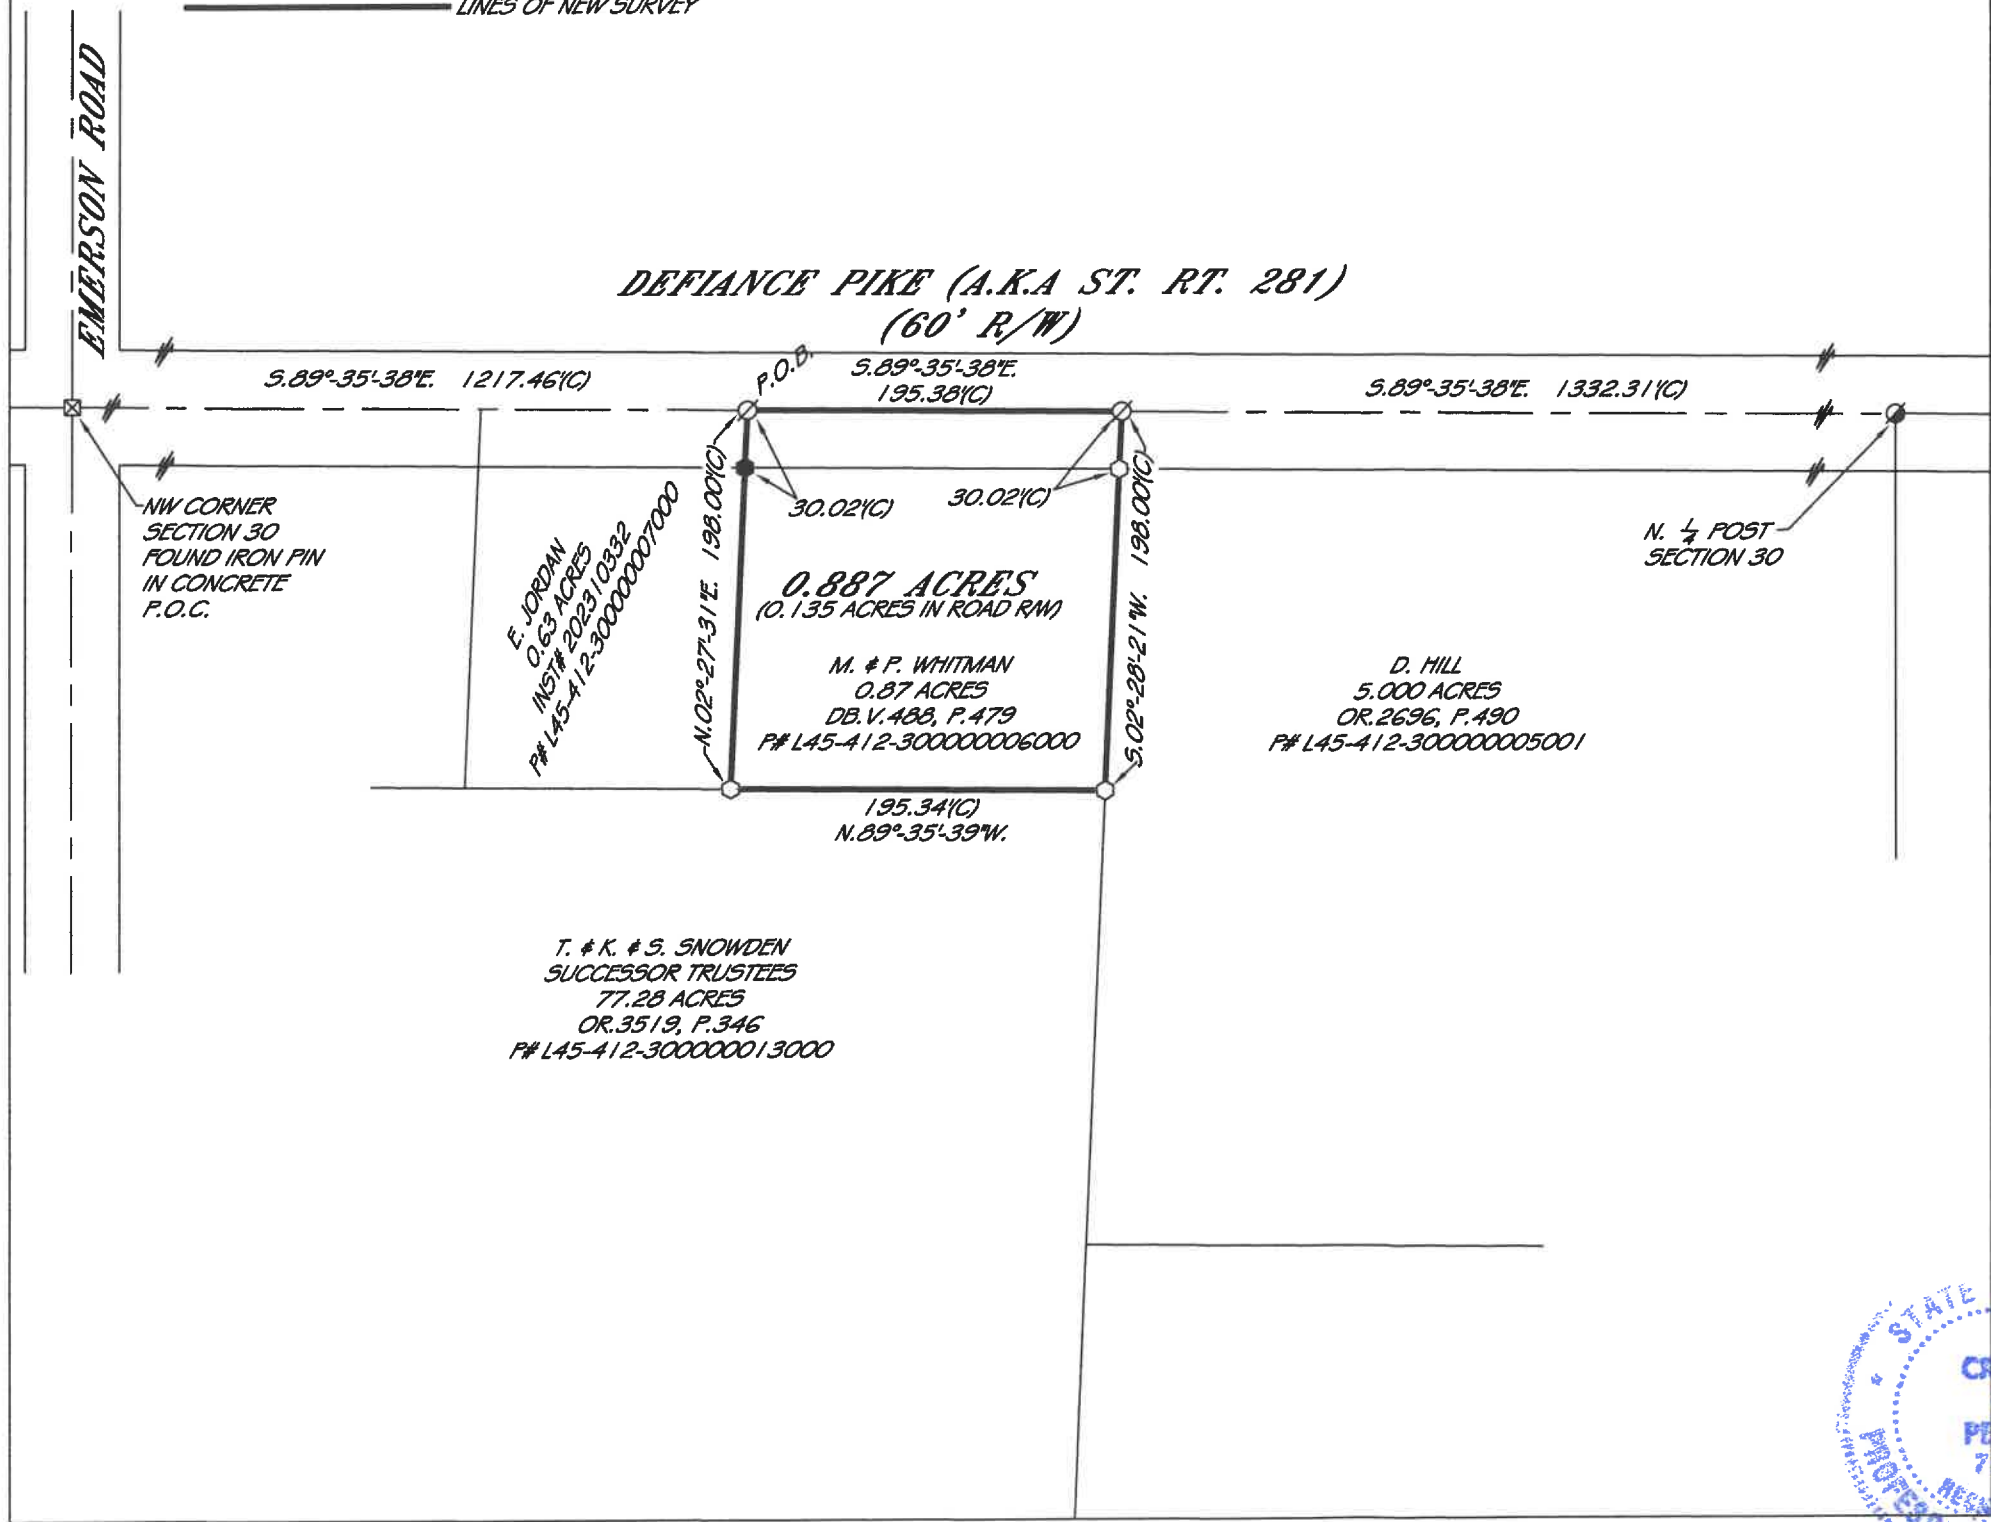 LINES OF NEW SURVEY
EMERSON ROAD
DEFIANCE PIKE (A.K.A ST. RT. 281)
(60' R/W)
S.89°-35'-38"E. 1217.46'(C)
P.O.B.
S.89°-35'-38"E.
195.38'(C)
S.89°-35'-38"E. 1332.31'(C)
NW CORNER
SECTION 30
FOUND IRON PIN
IN CONCRETE
P.O.C.
E. JORDAN
0.63 ACRES
INST# 202310332
P# L45-412-300000007000
N.02°-27'-31"E. 198.00'(C)
30.02'(C)
30.02'(C)
0.887 ACRES
(0.135 ACRES IN ROAD R/W)
M. & P. WHITMAN
0.87 ACRES
DB.V.488, P.479
P# L45-412-300000006000
S.02°-28'-21"W. 198.00'(C)
N. 1/4 POST
SECTION 30
D. HILL
5.000 ACRES
OR.2696, P.490
P# L45-412-300000005001
195.34'(C)
N.89°-35'-39"W.
T. & K. & S. SNOWDEN
SUCCESSOR TRUSTEES
77.28 ACRES
OR.3519, P.346
P# L45-412-300000013000
STATE